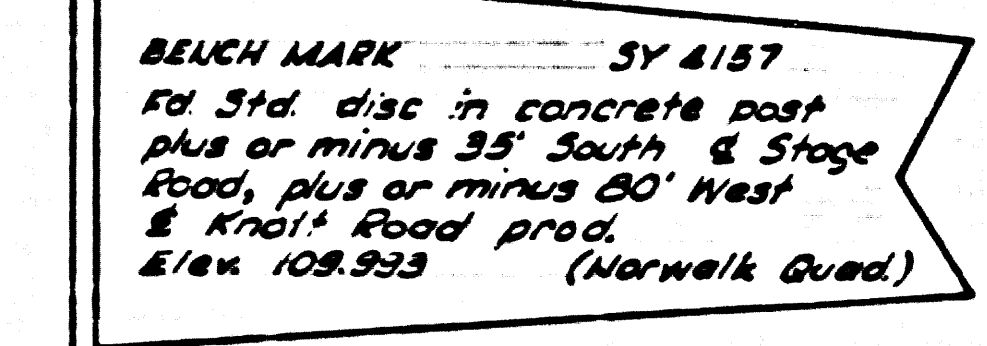 BENCH MARK SY 4157
Fd. Std. disc in concrete post
plus or minus 35' South ℄ Stage
Road, plus or minus 80' West
℄ Knott Road prod.
Elev. 109.993 (Norwalk Quad.)